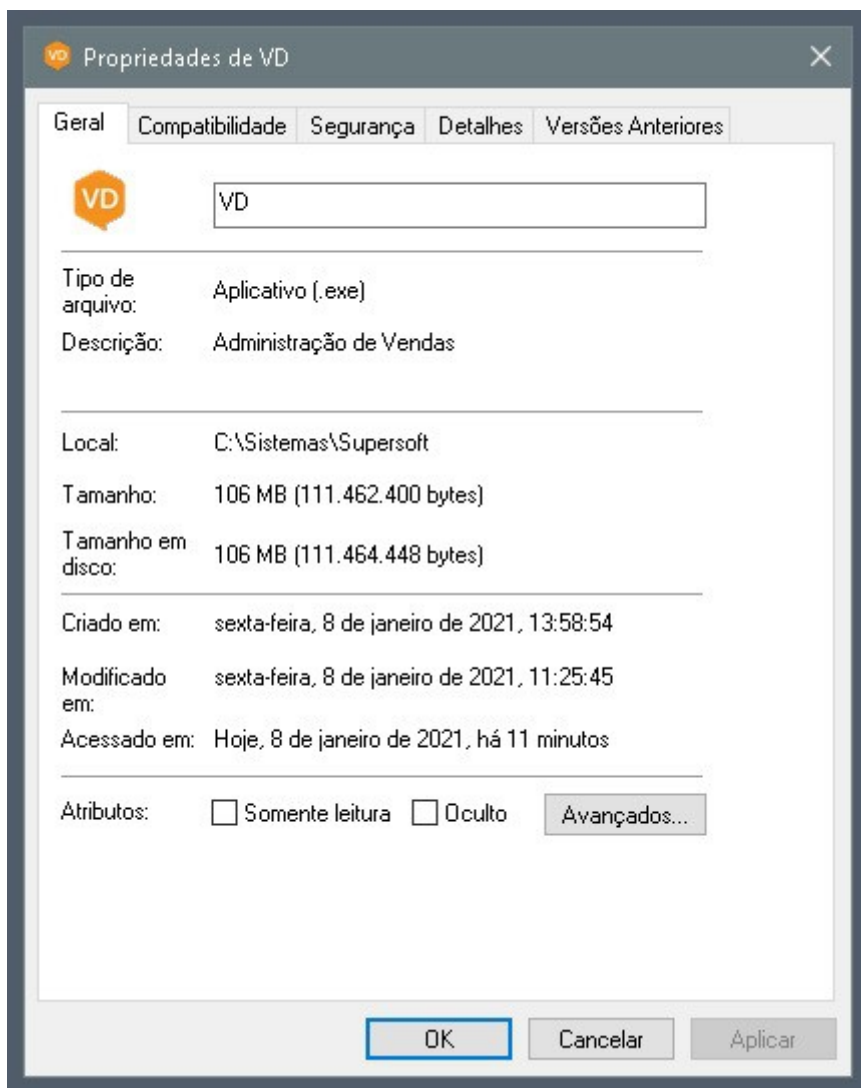 VD Propriedades de VD
Geral Compatibilidade Segurança Detalhes Versões Anteriores
VD VD
Tipo de
arquivo: Aplicativo (.exe)
Descrição: Administração de Vendas
Local: C:\Sistemas\Supersoft
Tamanho: 106 MB (111.462.400 bytes)
Tamanho em
disco: 106 MB (111.464.448 bytes)
Criado em: sexta-feira, 8 de janeiro de 2021, 13:58:54
Modificado
em: sexta-feira, 8 de janeiro de 2021, 11:25:45
Acessado em: Hoje, 8 de janeiro de 2021, há 11 minutos
Atributos: Somente leitura Oculto Avançados...
OK Cancelar Aplicar